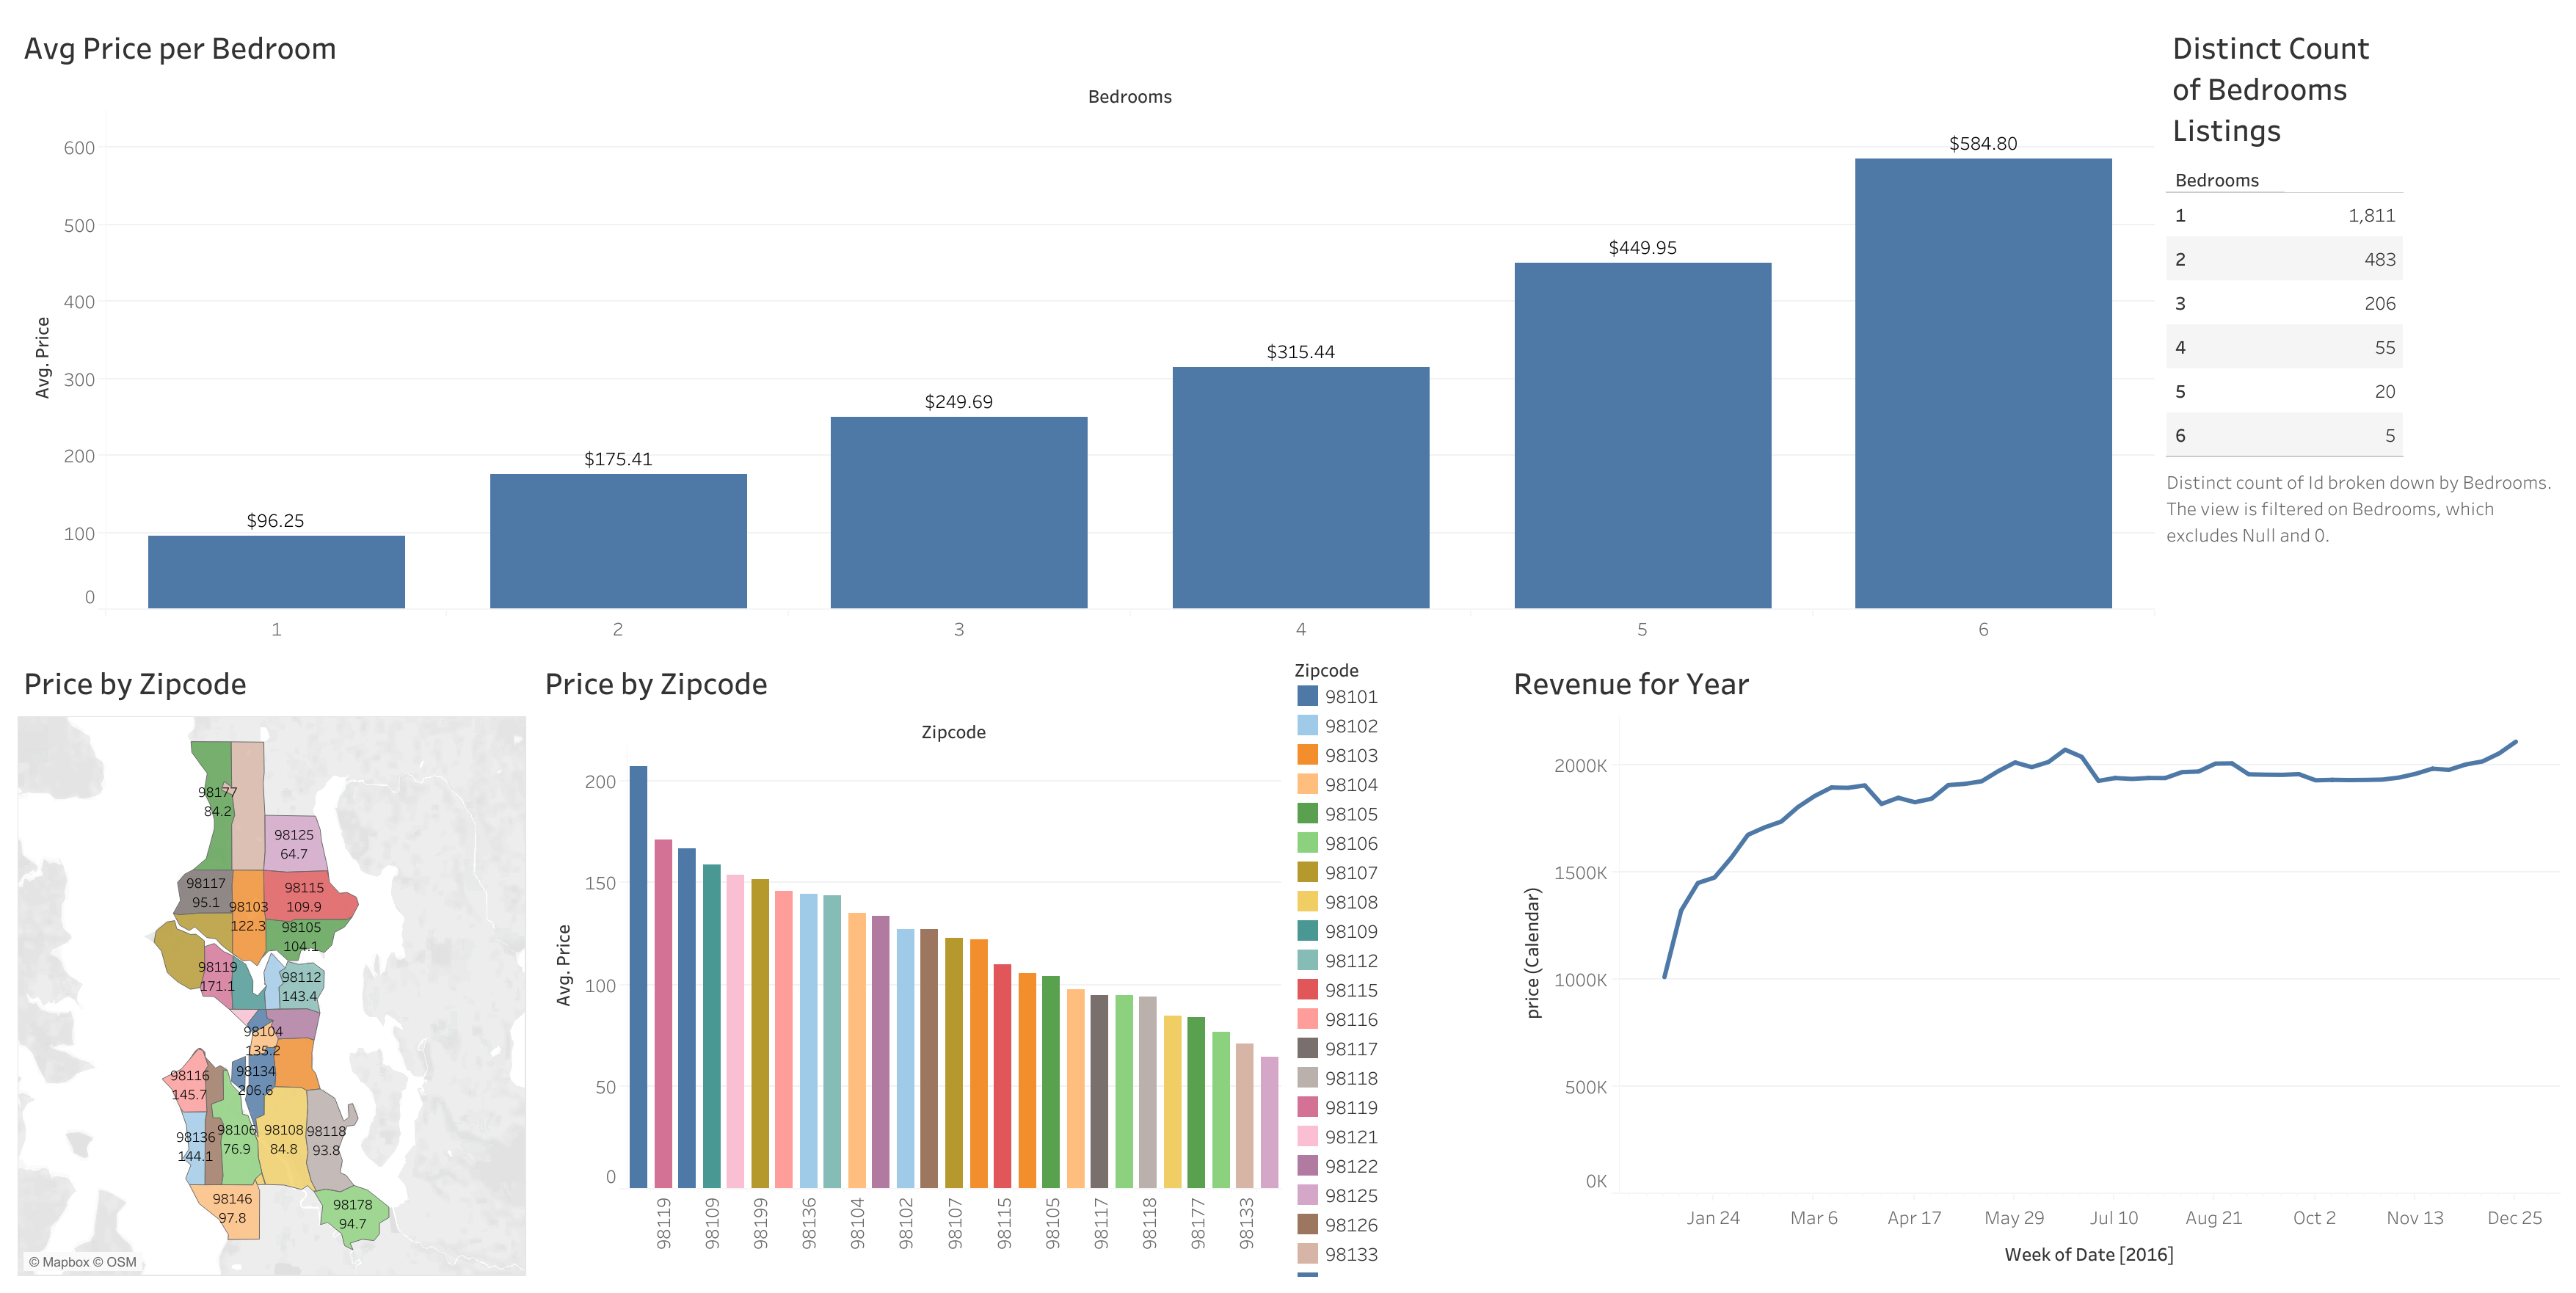 Avg Price per Bedroom
Bedrooms
Avg. Price
600
500
400
300
200
100
0
$96.25
$175.41
$249.69
$315.44
$449.95
$584.80
1
2
3
4
5
6
Distinct Count
of Bedrooms
Listings
Bedrooms
1 1,811
2 483
3 206
4 55
5 20
6 5
Distinct count of Id broken down by Bedrooms.
The view is filtered on Bedrooms, which
excludes Null and 0.
Price by Zipcode
98177
84.2
98125
64.7
98117
95.1
98115
109.9
98103
122.3
98105
104.1
98119
171.1
98112
143.4
98104
135.2
98134
206.6
98116
145.7
98136
144.1
98106
76.9
98108
84.8
98118
93.8
98146
97.8
98178
94.7
© Mapbox © OSM
Price by Zipcode
Zipcode
Avg. Price
200
150
100
50
0
98119
98109
98199
98136
98104
98102
98107
98115
98105
98117
98118
98177
98133
Zipcode
98101
98102
98103
98104
98105
98106
98107
98108
98109
98112
98115
98116
98117
98118
98119
98121
98122
98125
98126
98133
Revenue for Year
price (Calendar)
2000K
1500K
1000K
500K
0K
Jan 24
Mar 6
Apr 17
May 29
Jul 10
Aug 21
Oct 2
Nov 13
Dec 25
Week of Date [2016]